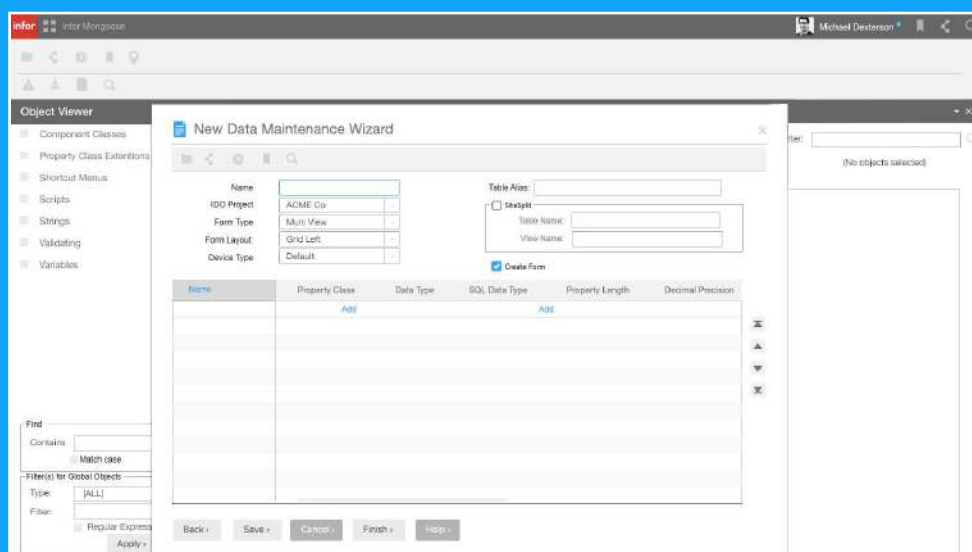 infor Infor Mongoose Michael Dexterson
Object Viewer
Component Classes
Property Class Extentions
Shortcut Menus
Scripts
Strings
Validating
Variables
Find
Contains
Match case
Filter(s) for Global Objects
Type: [ALL]
Filter:
Regular Express
Apply
New Data Maintenance Wizard
Name
IDO Project ACME Co
Form Type Multi View
Form Layout: Grid Left
Device Type Default
Table Alias:
SiteSplit
Table Name:
View Name:
Create Form
Name Property Class Data Type SQL Data Type Property Length Decimal Precision
Add Add
Back Save Cancel Finish Help
lter:
(No objects selected)